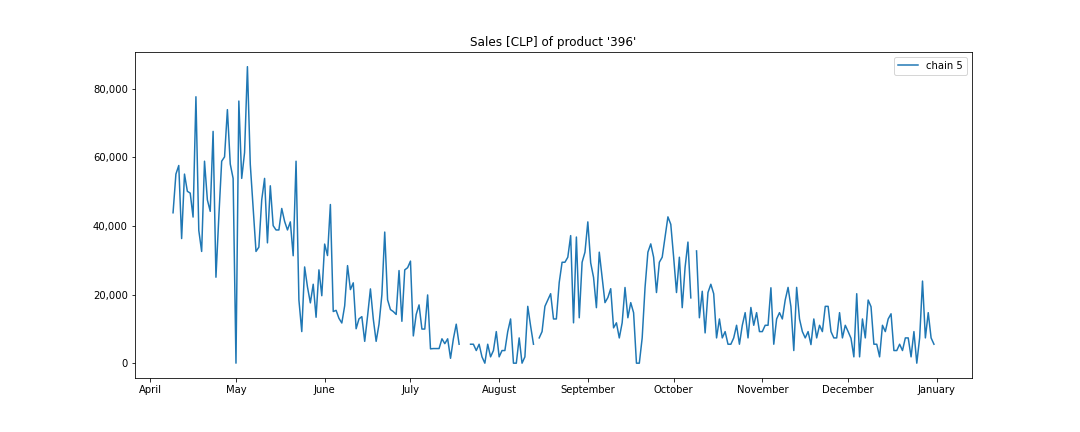 Sales [CLP] of product '396'
chain 5
80,000
60,000
40,000
20,000
0
April May June July August September October November December January